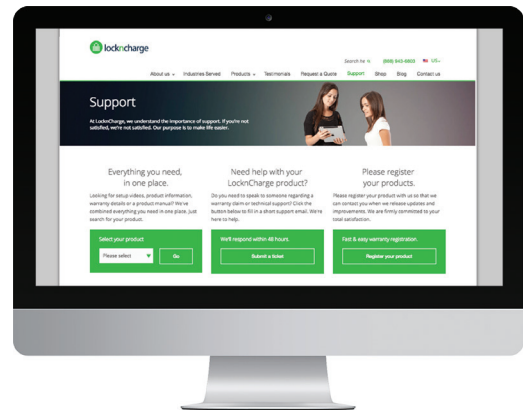 lockncharge
Search he
(888) 943-6803
US
About us
Industries Served
Products
Testimonials
Request a Quote
Support
Shop
Blog
Contact us
Support
At LocknCharge, we understand the importance of support. If you're not
satisfied, we're not satisfied. Our purpose is to make life easier.
Everything you need,
in one place.
Looking for setup videos, product information,
warranty details or a product manual? We've
combined everything you need in one place, just
search for your product.
Select your product
Please select
Go
Need help with your
LocknCharge product?
Do you need to speak to someone regarding a
warranty claim or technical support? Click the
button below to fill in a short support email. We're
here to help.
We'll respond within 48 hours.
Submit a ticket
Please register
your products.
Please register your product with us so that we
can contact you when we release updates and
improvements. We are firmly committed to your
total satisfaction.
Fast & easy warranty registration.
Register your product